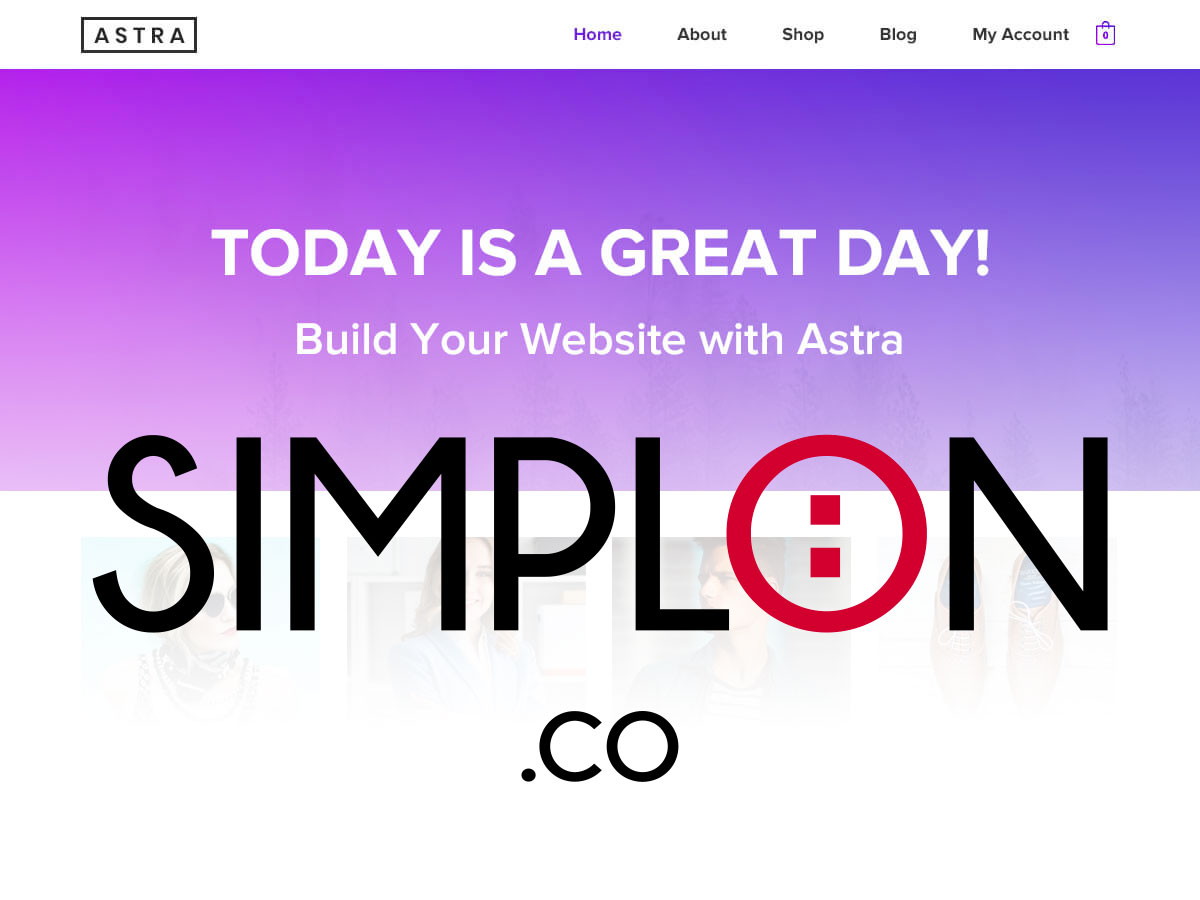 ASTRA
Home About Shop Blog My Account 0
TODAY IS A GREAT DAY!
Build Your Website with Astra
SIMPLON
.CO